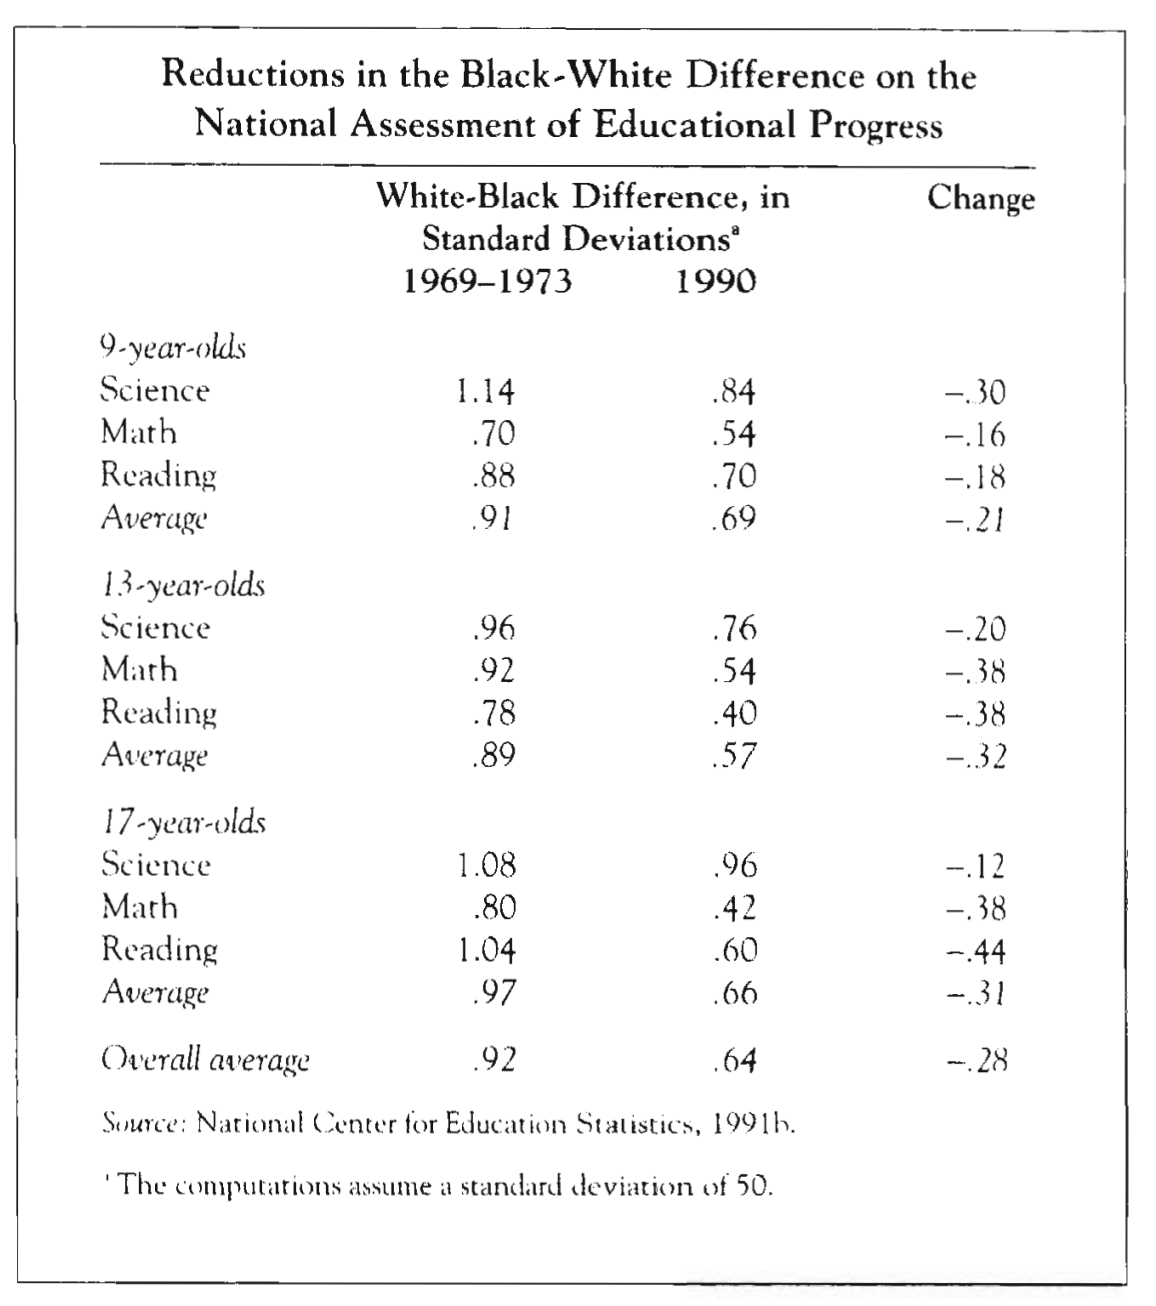 Reductions in the Black-White Difference on the
National Assessment of Educational Progress
White-Black Difference, in Change
Standard Deviationsª
1969–1973 1990
9-year-olds
Science 1.14 .84 –.30
Math .70 .54 –.16
Reading .88 .70 –.18
Average .91 .69 –.21
13-year-olds
Science .96 .76 –.20
Math .92 .54 –.38
Reading .78 .40 –.38
Average .89 .57 –.32
17-year-olds
Science 1.08 .96 –.12
Math .80 .42 –.38
Reading 1.04 .60 –.44
Average .97 .66 –.31
Overall average .92 .64 –.28
Source: National Center for Education Statistics, 1991b.
ª The computations assume a standard deviation of 50.